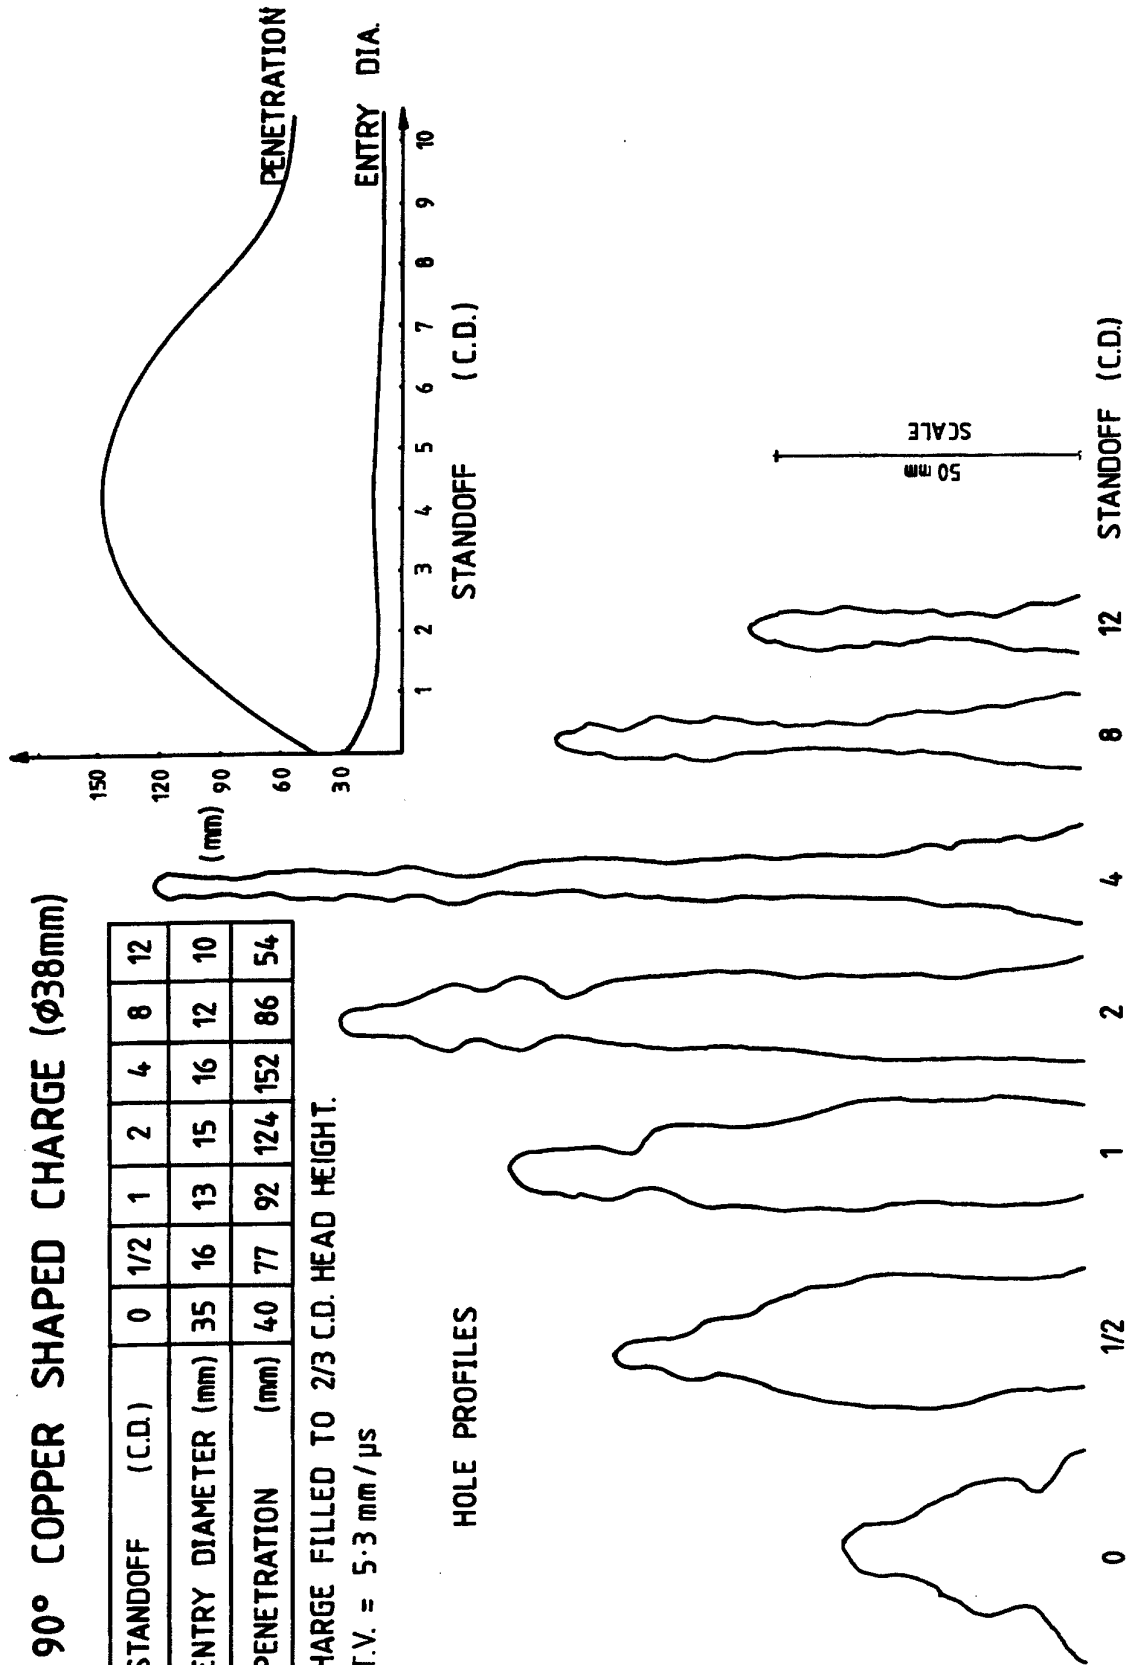 90° COPPER SHAPED CHARGE (ϕ38mm)
STANDOFF (C.D.) 0 1/2 1 2 4 8 12
ENTRY DIAMETER (mm) 35 16 13 15 16 12 10
PENETRATION (mm) 40 77 92 124 152 86 54
HARGE FILLED TO 2/3 C.D. HEAD HEIGHT.
T.V. = 5·3 mm/μs
150
120
(mm)
90
60
30
PENETRATION
ENTRY DIA.
1 2 3 4 5 6 7 8 9 10
STANDOFF (C.D.)
HOLE PROFILES
50 mm
SCALE
0 1/2 1 2 4 8 12 STANDOFF (C.D.)